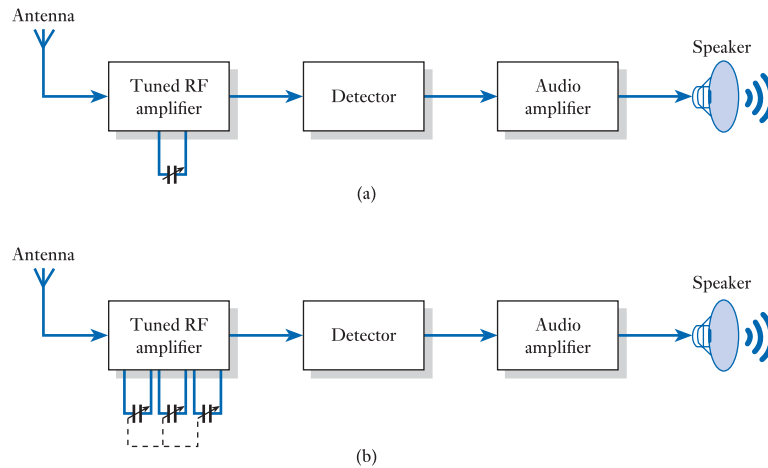 Antenna
Speaker
Tuned RF
amplifier
Detector
Audio
amplifier
(a)
Antenna
Speaker
Tuned RF
amplifier
Detector
Audio
amplifier
(b)